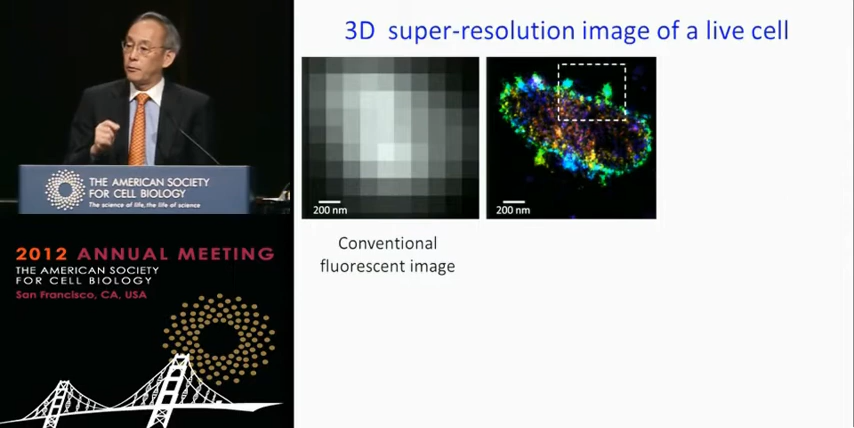 3D super-resolution image of a live cell
THE AMERICAN SOCIETY
FOR CELL BIOLOGY
The science of life, the life of science
200 nm
200 nm
Conventional
fluorescent image
2012 ANNUAL MEETING
THE AMERICAN SOCIETY
FOR CELL BIOLOGY
San Francisco, CA, USA